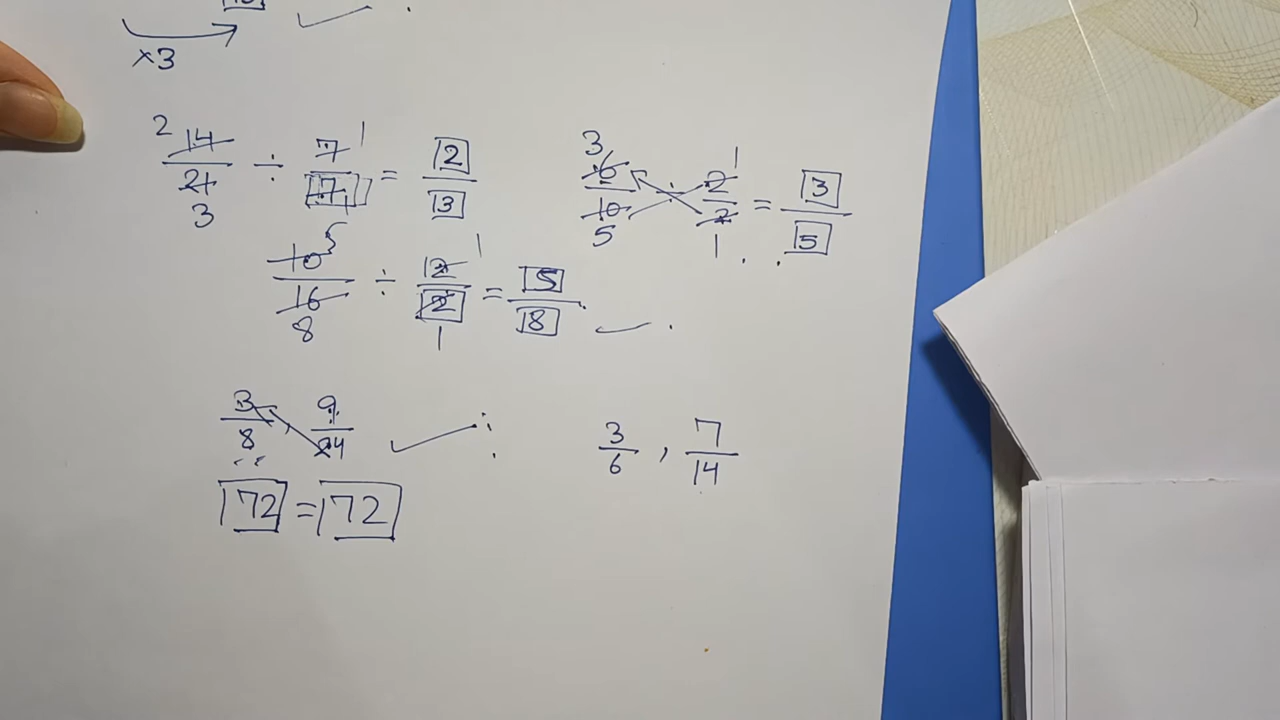 ×3
2 14/21 3 ÷ 7/7 1 1 = 2/3
3 6/10 5 ÷ 2/2 1 1 = 3/5
10/16 5 8 ÷ 2/2 1 1 = 5/8
3/8 , 9/24
72 = 72
3/6 , 7/14